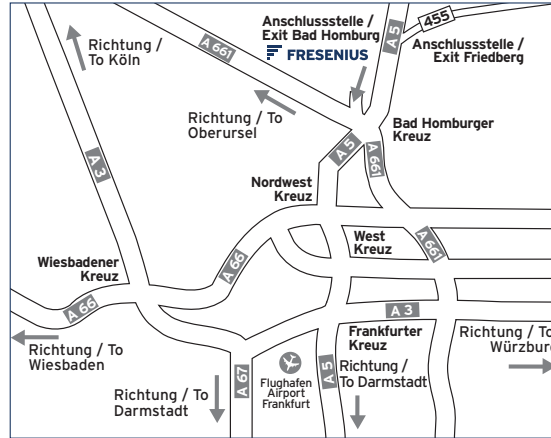 Anschlussstelle /
Exit Bad Homburg
FRESENIUS
A 5
455
Anschlussstelle /
Exit Friedberg
Richtung /
To Köln
A 661
Richtung / To
Oberursel
Bad Homburger
Kreuz
A 5
A 661
A 3
Nordwest
Kreuz
West
Kreuz
A 661
Wiesbadener
Kreuz
A 66
A 66
A 3
Frankfurter
Kreuz
Richtung / To
Würzburg
Richtung / To
Wiesbaden
A 67
Flughafen
Airport
Frankfurt
A 5
Richtung /
To Darmstadt
Richtung / To
Darmstadt